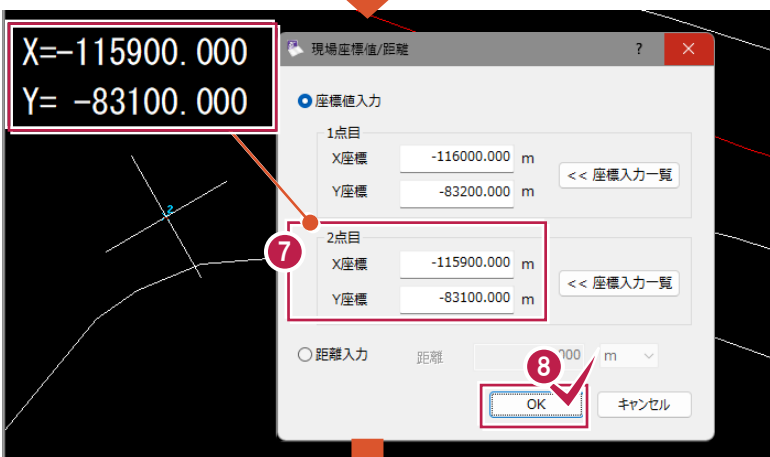 X=-115900.000
Y= -83100.000
現場座標値/距離
?
×
座標値入力
1点目
X座標 -116000.000 m
<< 座標入力一覧
Y座標 -83200.000 m
2
7
2点目
X座標 -115900.000 m
<< 座標入力一覧
Y座標 -83100.000 m
距離入力 距離 000 m
8
OK キャンセル